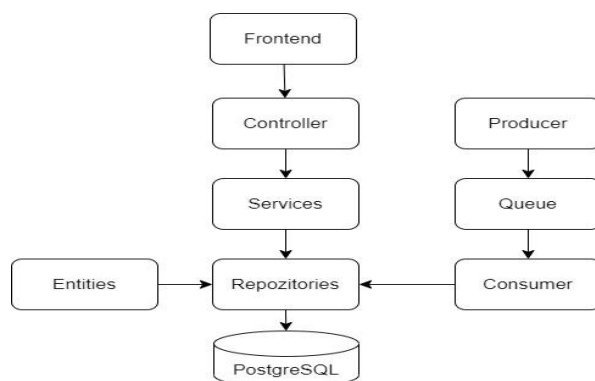 Frontend
Controller
Producer
Services
Queue
Entities
Repozitories
Consumer
PostgreSQL